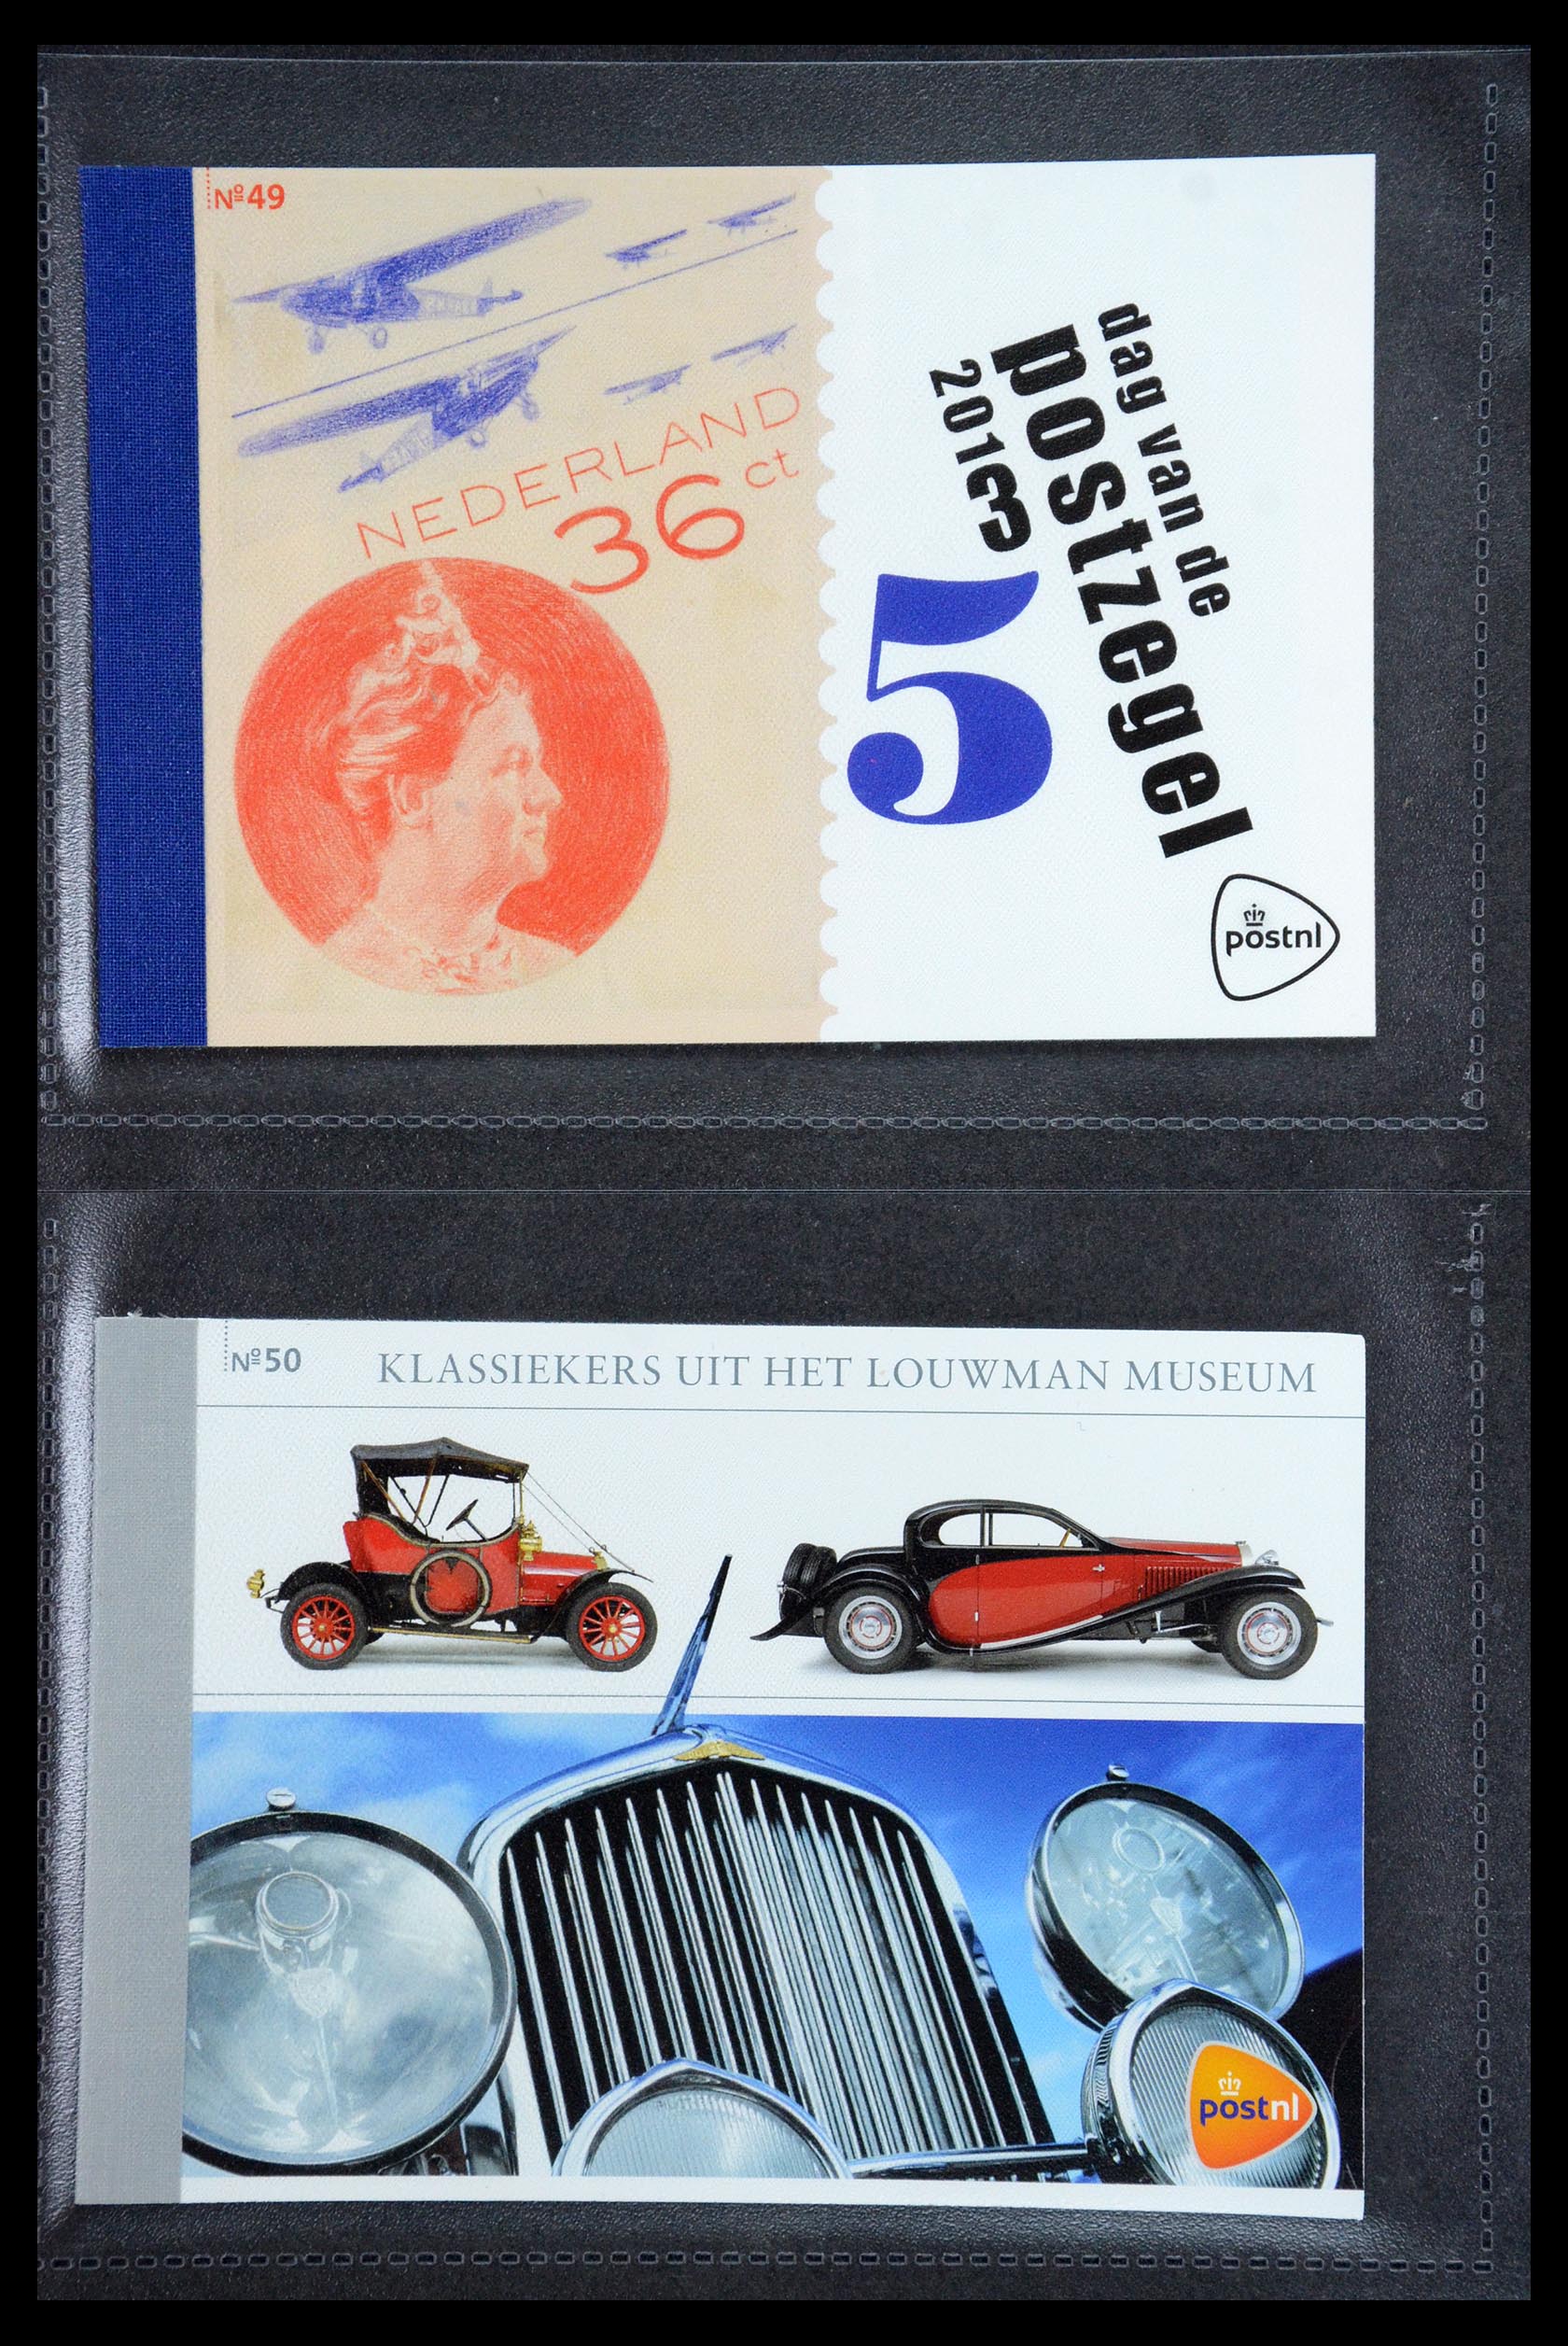 Nº49
NEDERLAND
36 ct
dag van de
postzegel
2013
5
postnl
Nº50
KLASSIEKERS UIT HET LOUWMAN MUSEUM
postnl